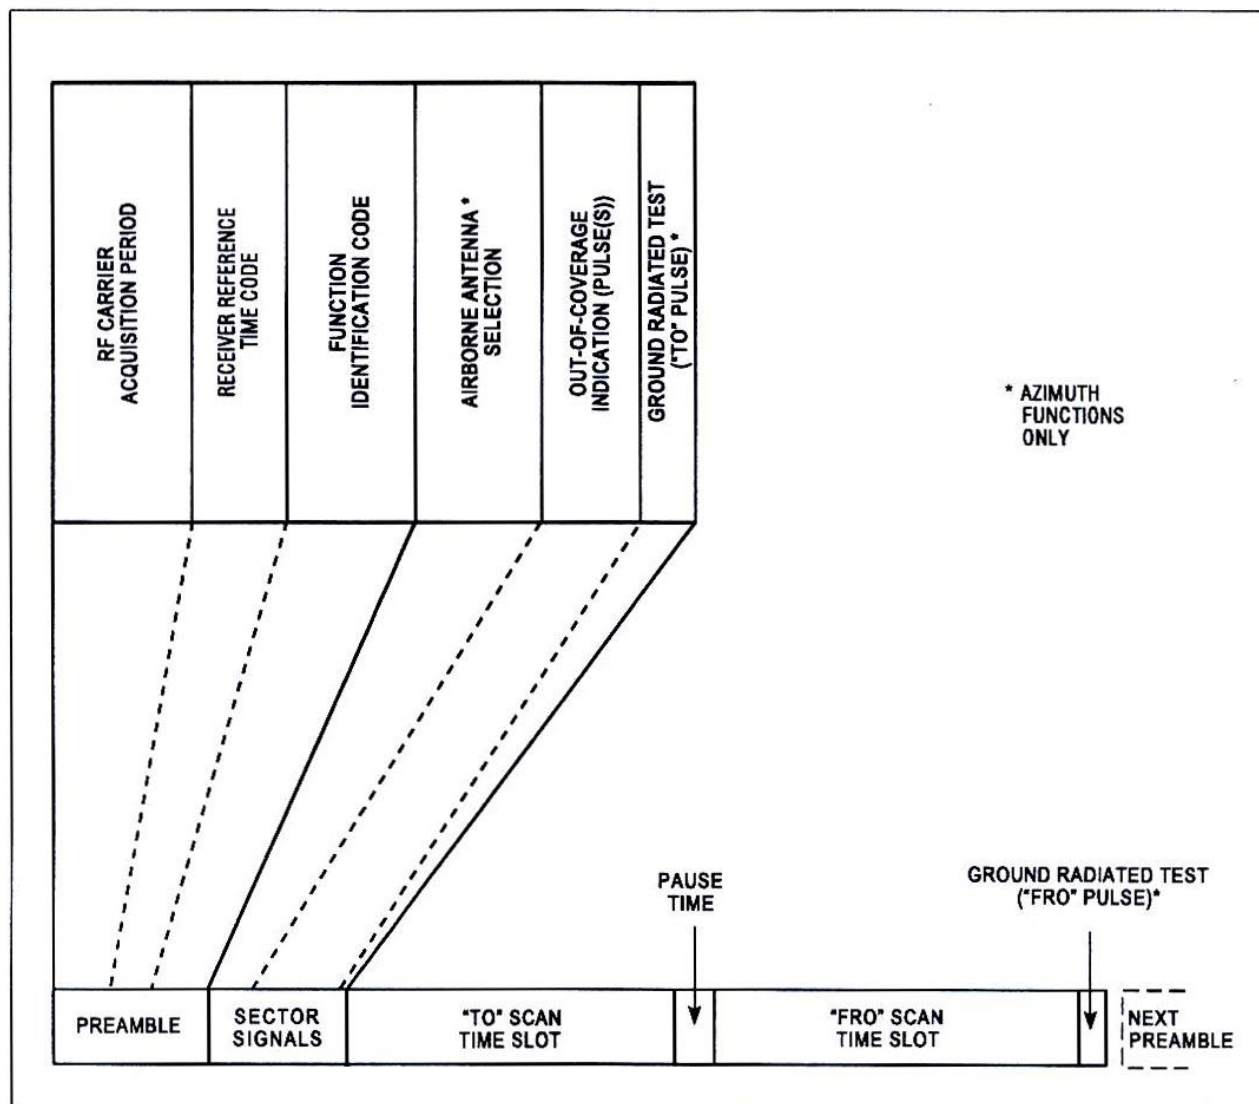 RF CARRIER
ACQUISITION PERIOD
RECEIVER REFERENCE
TIME CODE
FUNCTION
IDENTIFICATION CODE
AIRBORNE ANTENNA*
SELECTION
OUT-OF-COVERAGE
INDICATION (PULSE(S))
GROUND RADIATED TEST
("TO" PULSE) *
* AZIMUTH
FUNCTIONS
ONLY
PAUSE
TIME
GROUND RADIATED TEST
("FRO" PULSE)*
PREAMBLE
SECTOR
SIGNALS
"TO" SCAN
TIME SLOT
"FRO" SCAN
TIME SLOT
NEXT
PREAMBLE